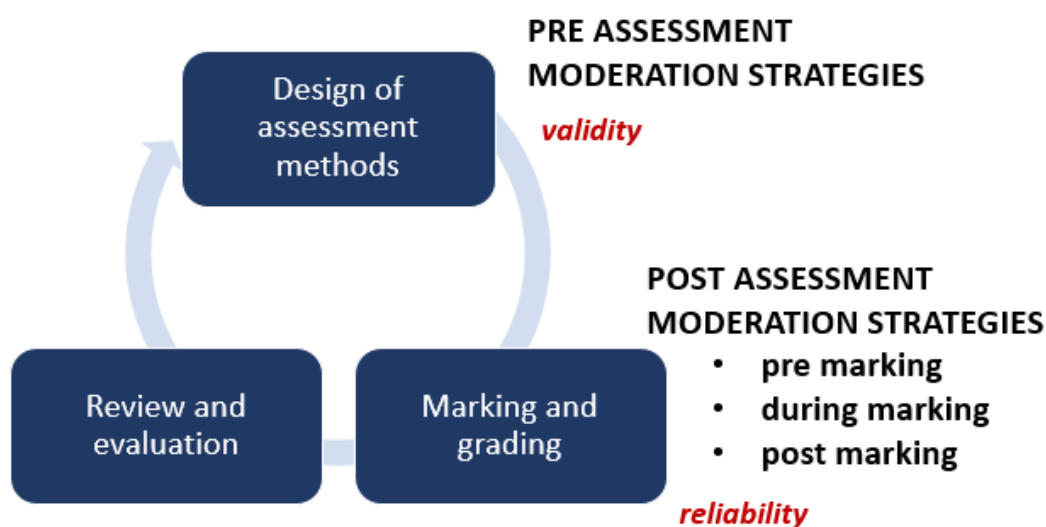 PRE ASSESSMENT
MODERATION STRATEGIES
validity
Design of
assessment
methods
POST ASSESSMENT
MODERATION STRATEGIES
• pre marking
• during marking
• post marking
reliability
Review and
evaluation
Marking and
grading